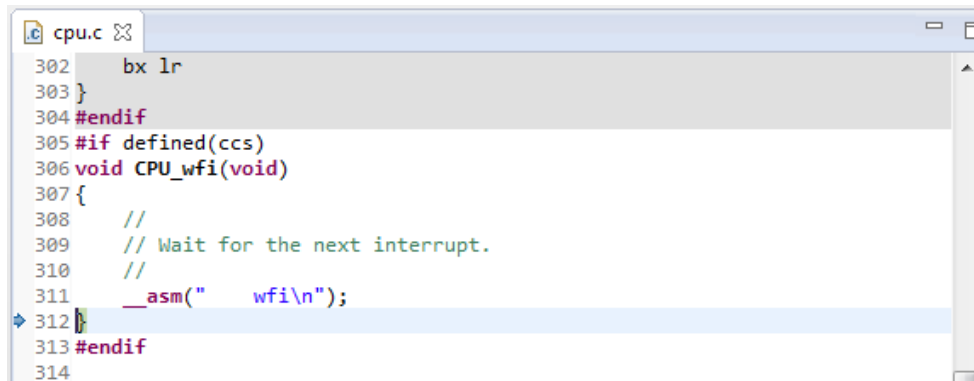 .c cpu.c
302     bx lr
303 }
304 #endif
305 #if defined(ccs)
306 void CPU_wfi(void)
307 {
308     //
309     // Wait for the next interrupt.
310     //
311     __asm("    wfi\n");
312 }
313 #endif
314